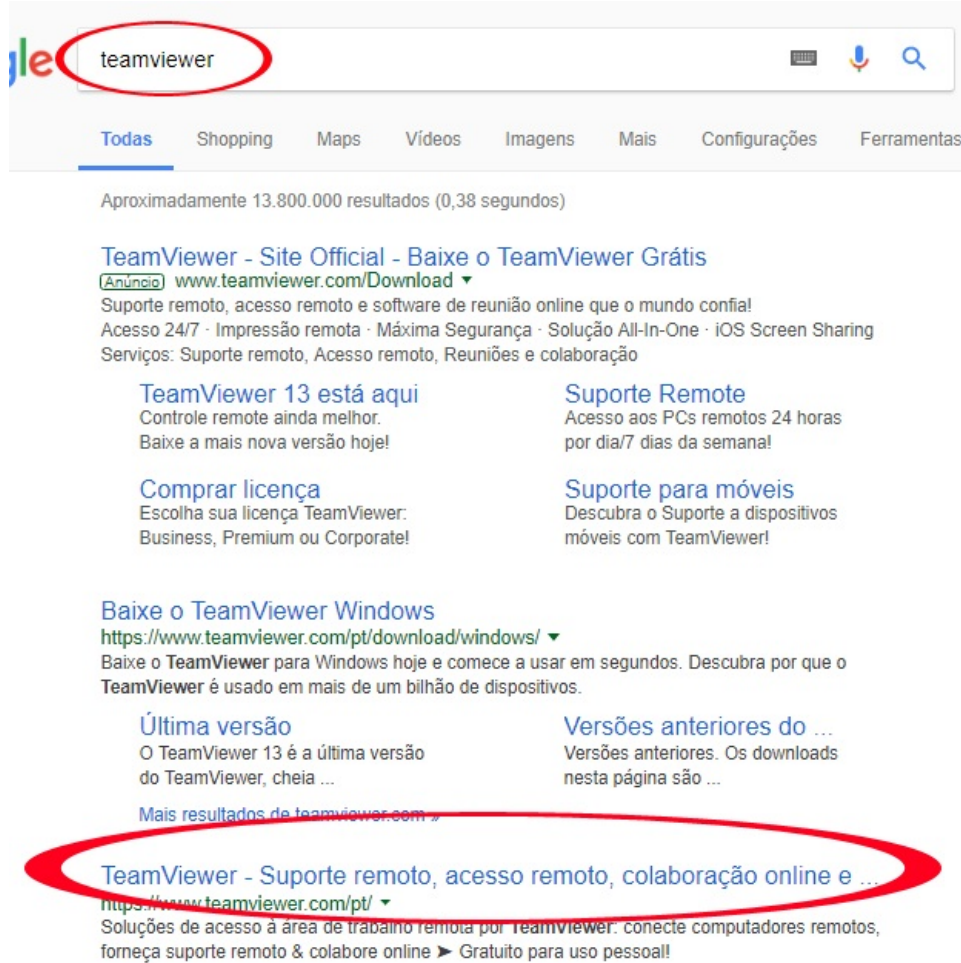 le teamviewer
Todas Shopping Maps Vídeos Imagens Mais Configurações Ferramentas
Aproximadamente 13.800.000 resultados (0,38 segundos)
TeamViewer - Site Official - Baixe o TeamViewer Grátis
Anúncio www.teamviewer.com/Download
Suporte remoto, acesso remoto e software de reunião online que o mundo confia!
Acesso 24/7 · Impressão remota · Máxima Segurança · Solução All-In-One · iOS Screen Sharing
Serviços: Suporte remoto, Acesso remoto, Reuniões e colaboração
TeamViewer 13 está aqui
Controle remote ainda melhor.
Baixe a mais nova versão hoje!
Suporte Remote
Acesso aos PCs remotos 24 horas
por dia/7 dias da semana!
Comprar licença
Escolha sua licença TeamViewer:
Business, Premium ou Corporate!
Suporte para móveis
Descubra o Suporte a dispositivos
móveis com TeamViewer!
Baixe o TeamViewer Windows
https://www.teamviewer.com/pt/download/windows/
Baixe o TeamViewer para Windows hoje e comece a usar em segundos. Descubra por que o
TeamViewer é usado em mais de um bilhão de dispositivos.
Última versão
O TeamViewer 13 é a última versão
do TeamViewer, cheia ...
Versões anteriores do ...
Versões anteriores. Os downloads
nesta página são ...
Mais resultados de teamviewer.com »
TeamViewer - Suporte remoto, acesso remoto, colaboração online e ...
https://www.teamviewer.com/pt/
Soluções de acesso à área de trabalho remota por TeamViewer: conecte computadores remotos,
forneça suporte remoto & colabore online ➤ Gratuito para uso pessoal!